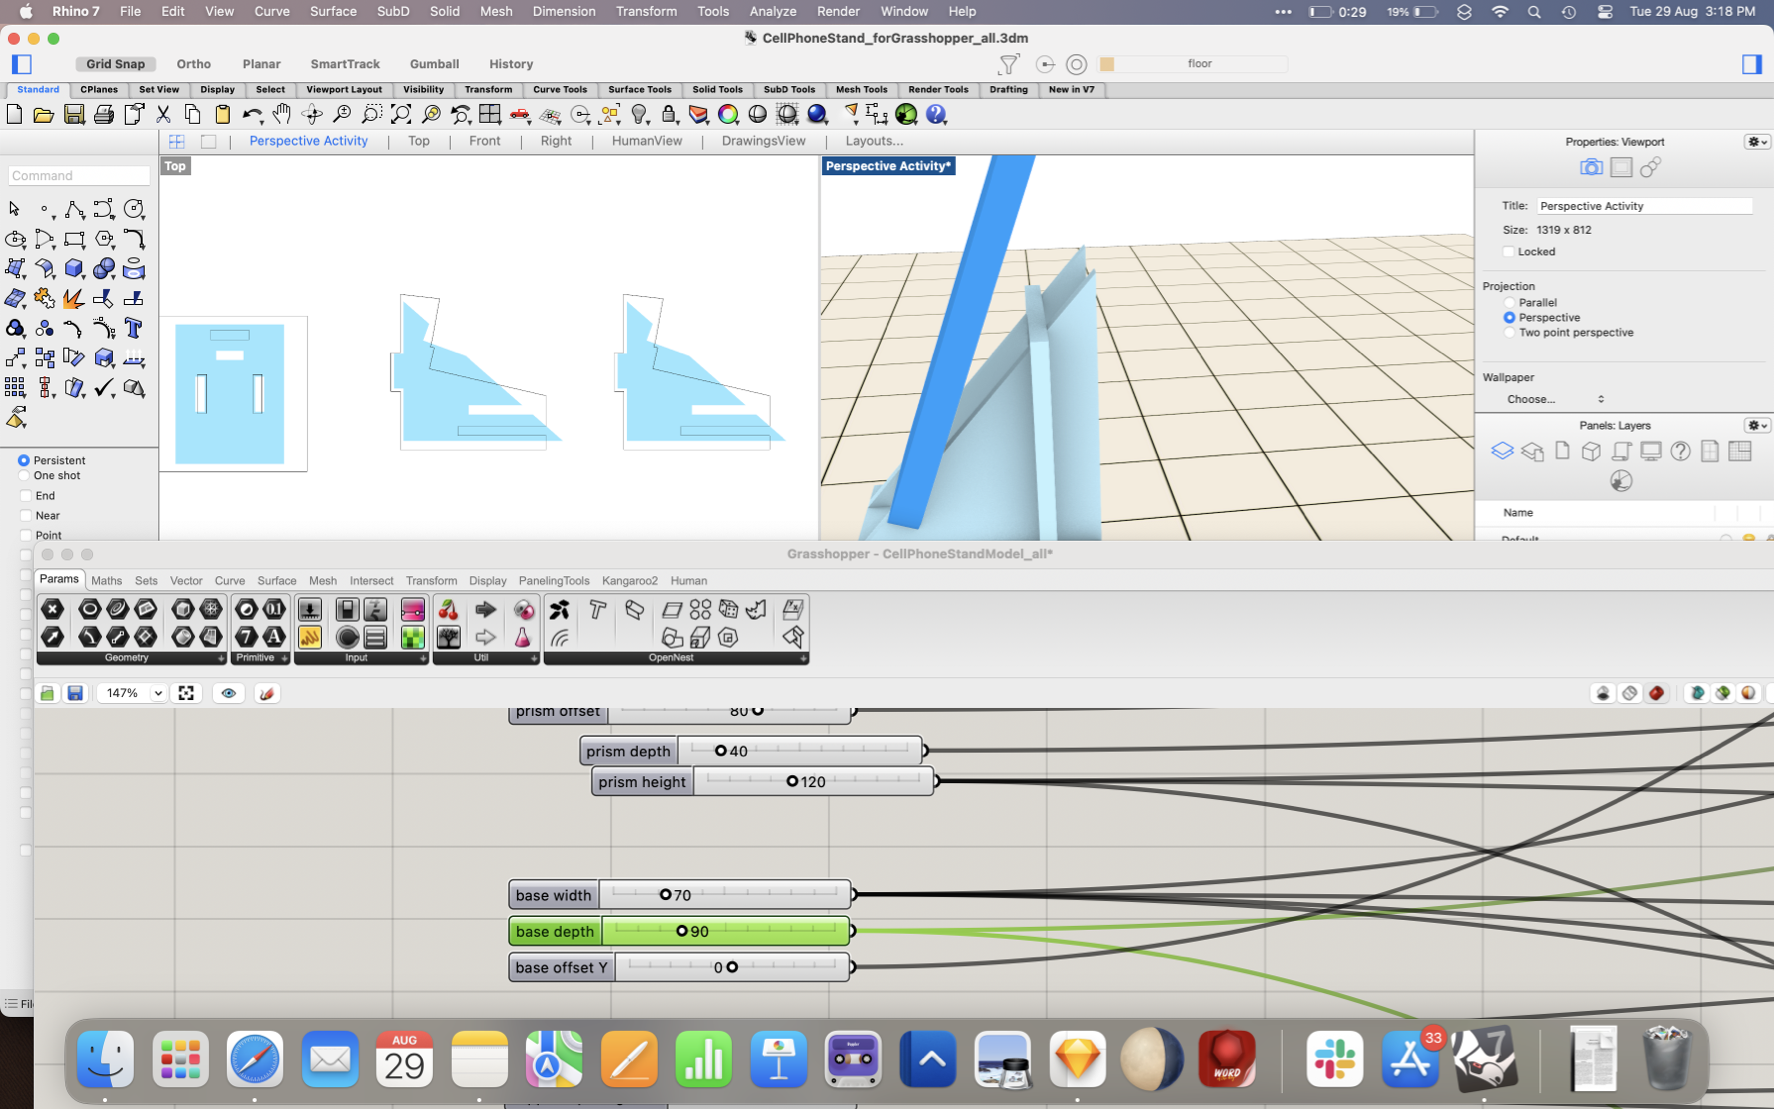 Rhino 7 File Edit View Curve Surface SubD Solid Mesh Dimension Transform Tools Analyze Render Window Help 0:29 19% Tue 29 Aug 3:18 PM
CellPhoneStand_forGrasshopper_all.3dm
Grid Snap Ortho Planar SmartTrack Gumball History floor
Standard CPlanes Set View Display Select Viewport Layout Visibility Transform Curve Tools Surface Tools Solid Tools SubD Tools Mesh Tools Render Tools Drafting New in V7
Perspective Activity Top Front Right HumanView DrawingsView Layouts...
Command
Top
Perspective Activity*
Properties: Viewport
Title: Perspective Activity
Size: 1319 x 812
Locked
Projection
Parallel
Perspective
Two point perspective
Wallpaper
Choose...
Panels: Layers
Name
Default
Persistent
One shot
End
Near
Point
Grasshopper - CellPhoneStandModel_all*
Params Maths Sets Vector Curve Surface Mesh Intersect Transform Display PanelingTools Kangaroo2 Human
Geometry Primitive Input Util OpenNest
147%
prism offset 80
prism depth 40
prism height 120
base width 70
base depth 90
base offset Y 0
Fil
AUG
29
WORD
33
7